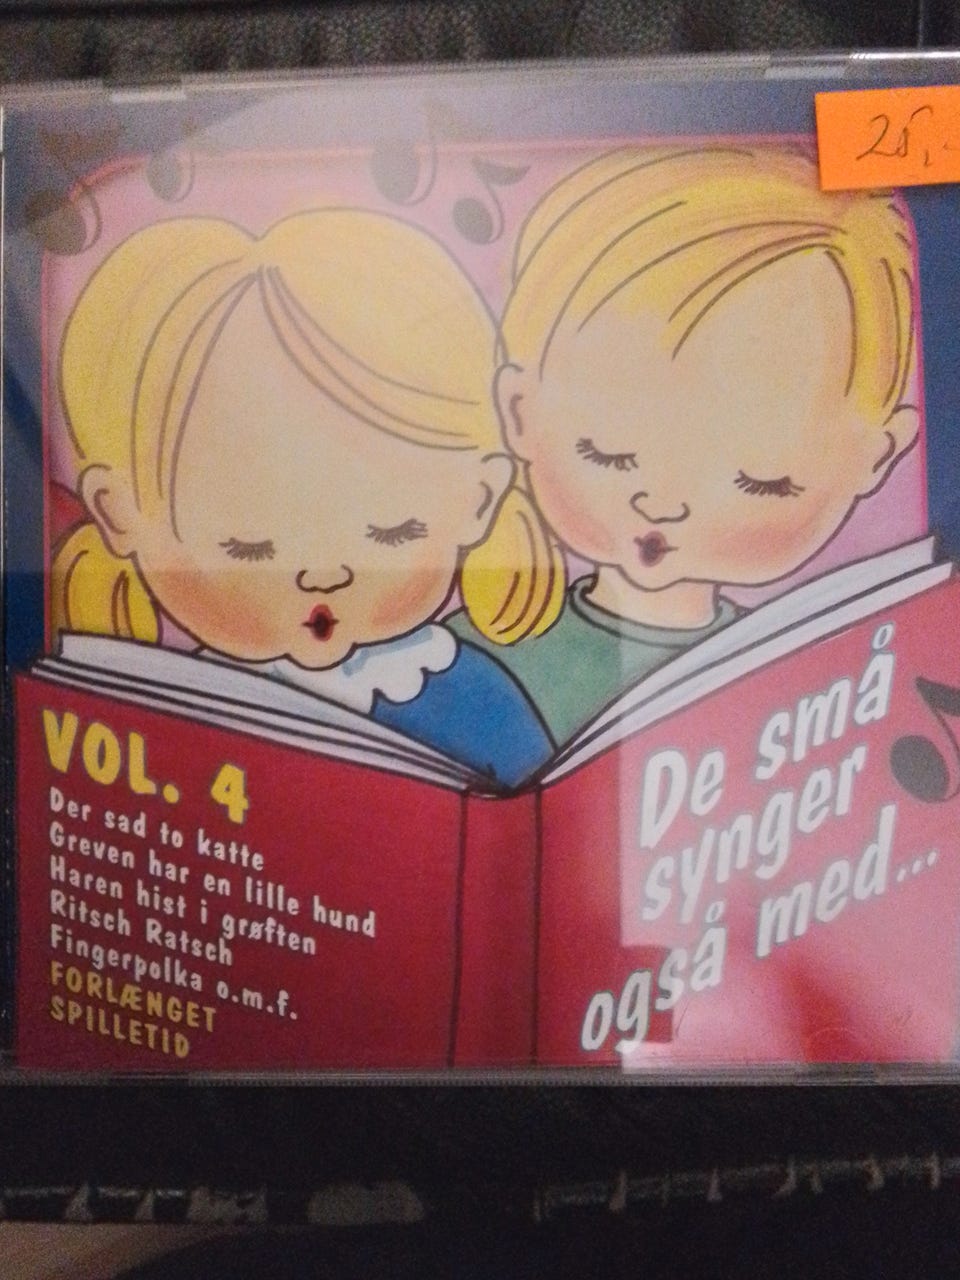 25,-
VOL. 4
Der sad to katte
Greven har en lille hund
Haren hist i grøften
Ritsch Ratsch
Fingerpolka o.m.f.
FORLÆNGET
SPILLETID
De små
synger
også med...